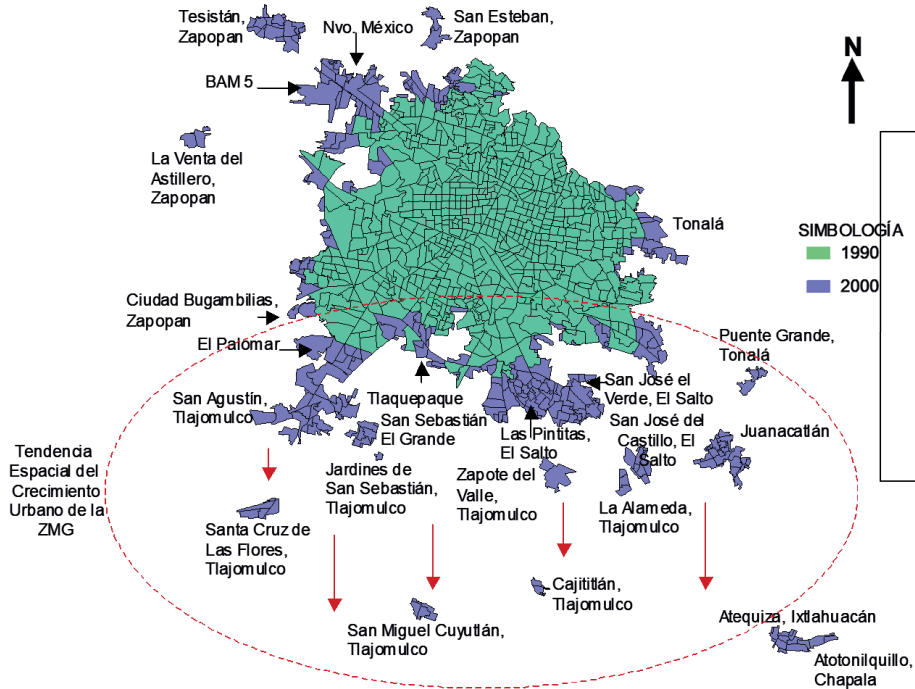 Tesistán,
Zapopan
Nvo. México
San Esteban,
Zapopan
BAM 5
N
La Venta del
Astillero,
Zapopan
Tonalá
SIMBOLOGÍA
1990
2000
Ciudad Bugambilias,
Zapopan
El Palomar
Puente Grande,
Tonalá
San Agustín,
Tlajomulco
Tlaquepaque
San Sebastián
El Grande
San José el
Verde, El Salto
Las Pintitas,
El Salto
San José del
Castillo, El
Salto
Juanacatlán
Tendencia
Espacial del
Crecimiento
Urbano de la
ZMG
Jardines de
San Sebastián,
Tlajomulco
Zapote del
Valle,
Tlajomulco
La Alameda,
Tlajomulco
Santa Cruz de
Las Flores,
Tlajomulco
Cajititlán,
Tlajomulco
San Miguel Cuyutlán,
Tlajomulco
Atequiza, Ixtlahuacán
Atotonilquillo,
Chapala